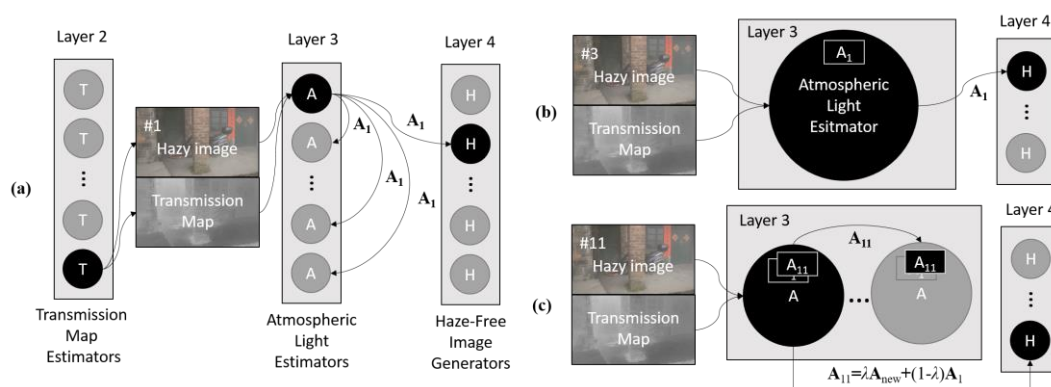 (a)
Layer 2
T
T
...
T
T
Transmission
Map
Estimators
#1
Hazy image
Transmission
Map
Layer 3
A
A
...
A
A
Atmospheric
Light
Estimators
A₁
A₁
A₁
A₁
A₁
Layer 4
H
H
...
H
H
Haze-Free
Image
Generators
(b)
#3
Hazy image
Transmission
Map
Layer 3
A₁
Atmospheric
Light
Esitmator
A₁
Layer 4
H
...
H
(c)
#11
Hazy image
Transmission
Map
Layer 3
A₁₁
A
A₁₁
...
A₁₁
A
A₁₁=λAnew+(1-λ)A₁
Layer 4
H
...
H